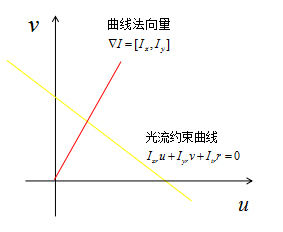 v
曲线法向量
∇I=[I_x,I_y]
光流约束曲线
I_x u+I_y v+I_t r=0
u